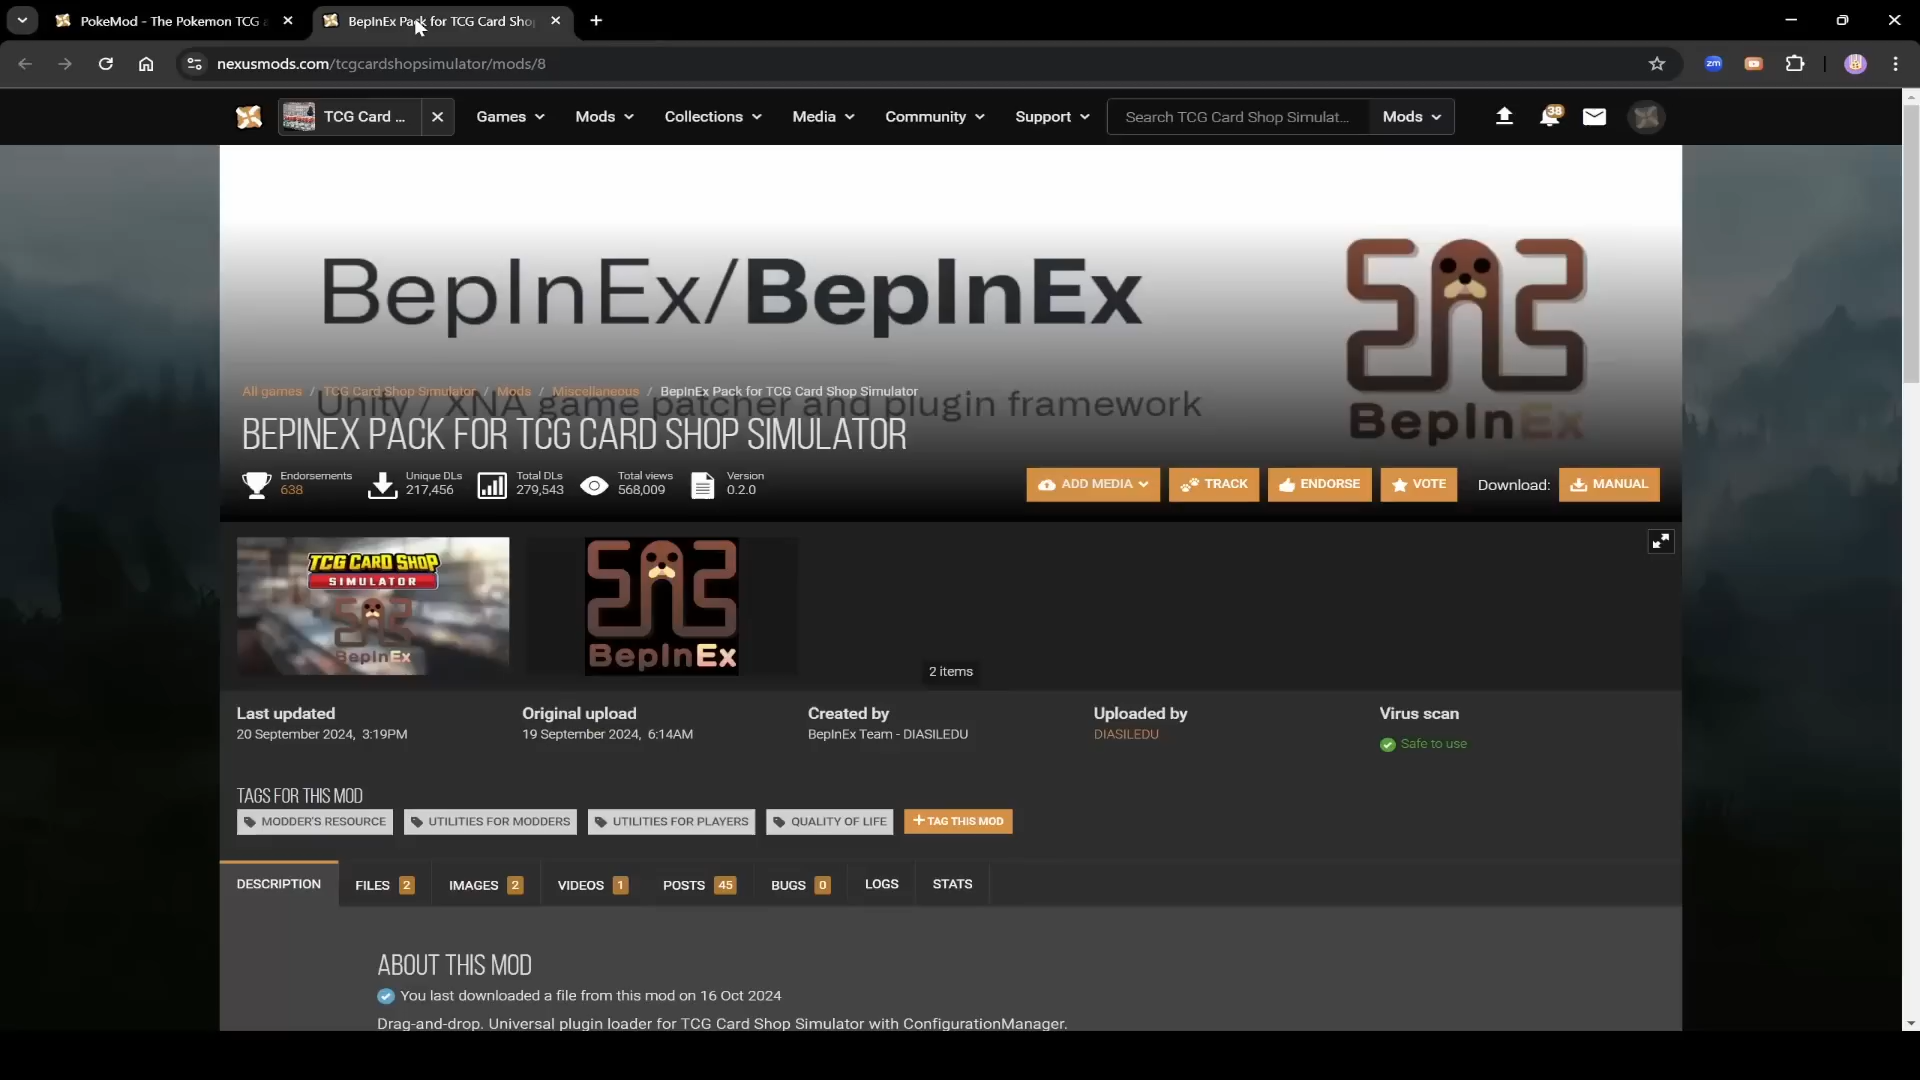 PokeMod - The Pokemon TCG
BepInEx Pack for TCG Card Sho
nexusmods.com/tcgcardshopsimulator/mods/8
zm
TCG Card ...
Games
Mods
Collections
Media
Community
Support
Search TCG Card Shop Simulat...
Mods
38
BepInEx/BepInEx
BepInEx
Unity / XNA game patcher and plugin framework
All games / TCG Card Shop Simulator / Mods / Miscellaneous / BepInEx Pack for TCG Card Shop Simulator
BEPINEX PACK FOR TCG CARD SHOP SIMULATOR
Endorsements
638
Unique DLs
217,456
Total DLs
279,543
Total views
568,009
Version
0.2.0
ADD MEDIA
TRACK
ENDORSE
VOTE
Download:
MANUAL
TCG CARD SHOP
SIMULATOR
BepInEx
BepInEx
2 items
Last updated
20 September 2024, 3:19PM
Original upload
19 September 2024, 6:14AM
Created by
BepInEx Team - DIASILEDU
Uploaded by
DIASILEDU
Virus scan
Safe to use
TAGS FOR THIS MOD
MODDER'S RESOURCE
UTILITIES FOR MODDERS
UTILITIES FOR PLAYERS
QUALITY OF LIFE
+ TAG THIS MOD
DESCRIPTION
FILES 2
IMAGES 2
VIDEOS 1
POSTS 45
BUGS 0
LOGS
STATS
ABOUT THIS MOD
You last downloaded a file from this mod on 16 Oct 2024
Drag-and-drop. Universal plugin loader for TCG Card Shop Simulator with ConfigurationManager.